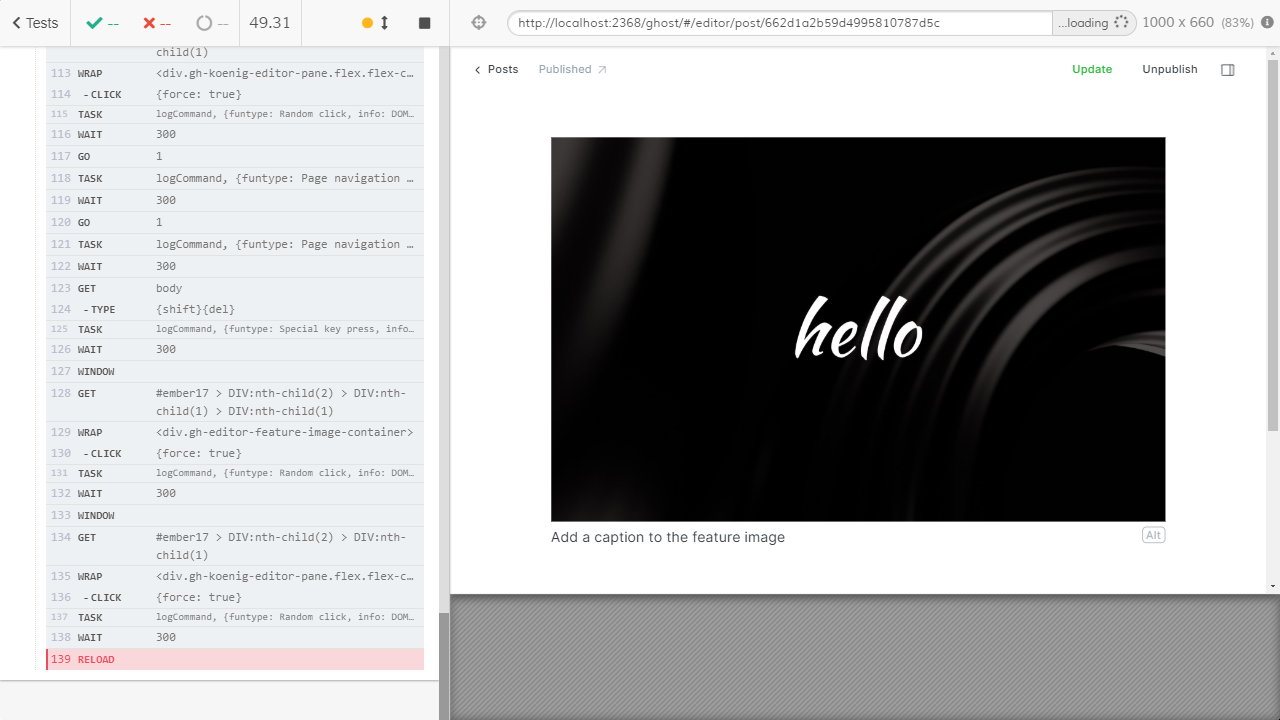 Tests
--
--
--
49.31
http://localhost:2368/ghost/#/editor/post/662d1a2b59d4995810787d5c
...loading
1000 x 660 (83%)
child(1)
113 WRAP <div.gh-koenig-editor-pane.flex.flex-c…
114 -CLICK {force: true}
115 TASK logCommand, {funtype: Random click, info: DOM…
116 WAIT 300
117 GO 1
118 TASK logCommand, {funtype: Page navigation …
119 WAIT 300
120 GO 1
121 TASK logCommand, {funtype: Page navigation …
122 WAIT 300
123 GET body
124 -TYPE {shift}{del}
125 TASK logCommand, {funtype: Special key press, info…
126 WAIT 300
127 WINDOW
128 GET #ember17 > DIV:nth-child(2) > DIV:nth-
child(1) > DIV:nth-child(1)
129 WRAP <div.gh-editor-feature-image-container>
130 -CLICK {force: true}
131 TASK logCommand, {funtype: Random click, info: DOM…
132 WAIT 300
133 WINDOW
134 GET #ember17 > DIV:nth-child(2) > DIV:nth-
child(1)
135 WRAP <div.gh-koenig-editor-pane.flex.flex-c…
136 -CLICK {force: true}
137 TASK logCommand, {funtype: Random click, info: DOM…
138 WAIT 300
139 RELOAD
Posts
Published
Update
Unpublish
hello
Add a caption to the feature image
Alt